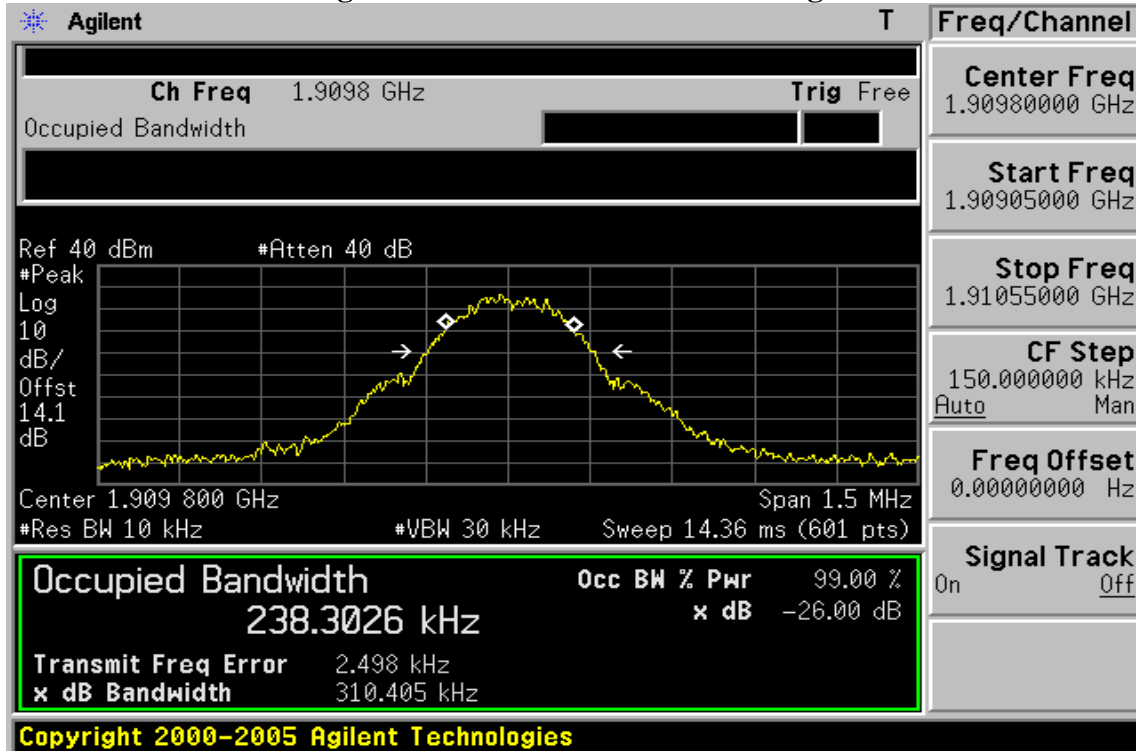 Agilent T Freq/Channel
Ch Freq 1.9098 GHz Trig Free
Occupied Bandwidth
Center Freq
1.90980000 GHz
Start Freq
1.90905000 GHz
Stop Freq
1.91055000 GHz
CF Step
150.000000 kHz
Auto Man
Freq Offset
0.00000000 Hz
Signal Track
On Off
Ref 40 dBm #Atten 40 dB
#Peak
Log
10
dB/
Offst
14.1
dB
Center 1.909 800 GHz Span 1.5 MHz
#Res BW 10 kHz #VBW 30 kHz Sweep 14.36 ms (601 pts)
Occupied Bandwidth Occ BW % Pwr 99.00 %
238.3026 kHz x dB -26.00 dB
Transmit Freq Error 2.498 kHz
x dB Bandwidth 310.405 kHz
Copyright 2000-2005 Agilent Technologies